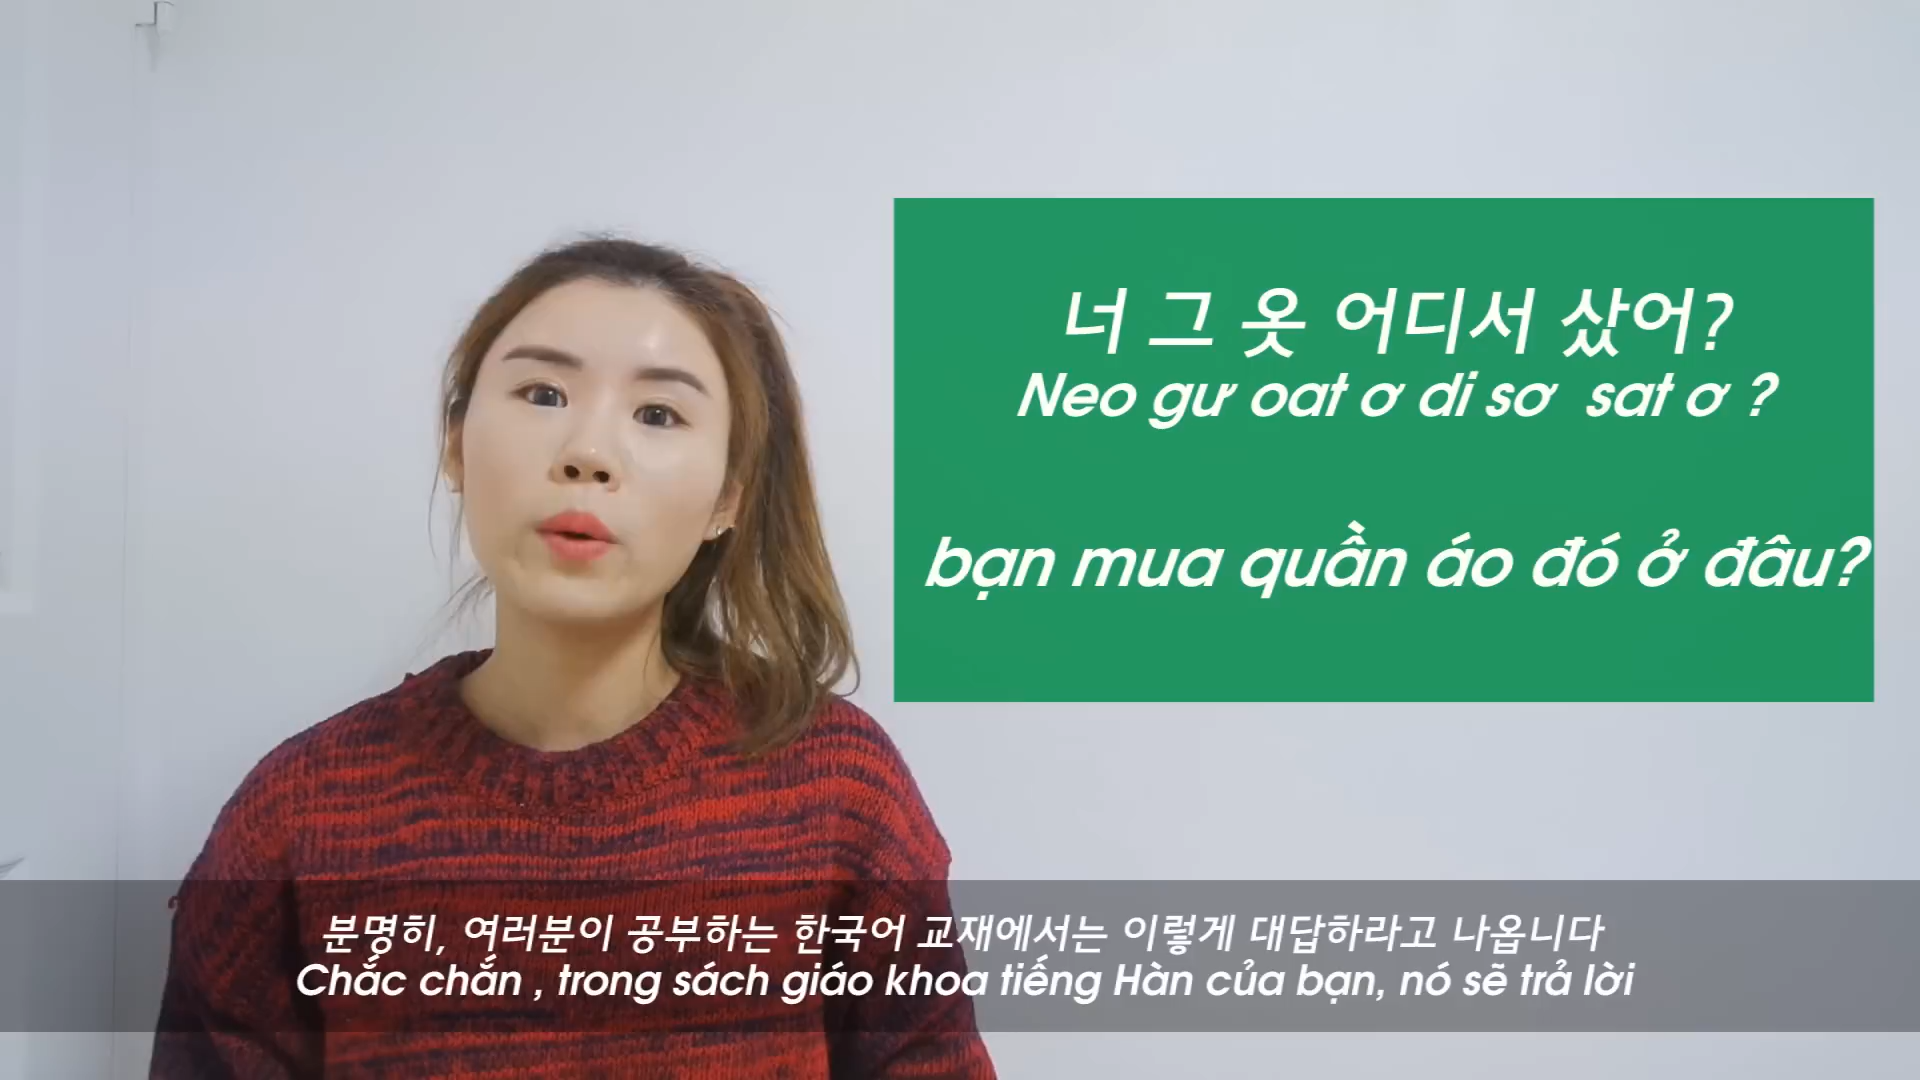 너 그 옷 어디서 샀어?
Neo gư oat ơ di sơ sat ơ ?
bạn mua quần áo đó ở đâu?
분명히, 여러분이 공부하는 한국어 교재에서는 이렇게 대답하라고 나옵니다
Chắc chắn , trong sách giáo khoa tiếng Hàn của bạn, nó sẽ trả lời